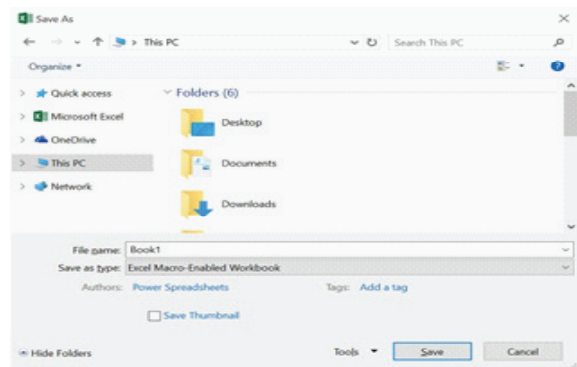 Save As
This PC
Search This PC
Organize
Quick access
Microsoft Excel
OneDrive
This PC
Network
Folders (6)
Desktop
Documents
Downloads
File name: Book1
Save as type: Excel Macro-Enabled Workbook
Authors: Power Spreadsheets Tags: Add a tag
Save Thumbnail
Hide Folders Tools Save Cancel